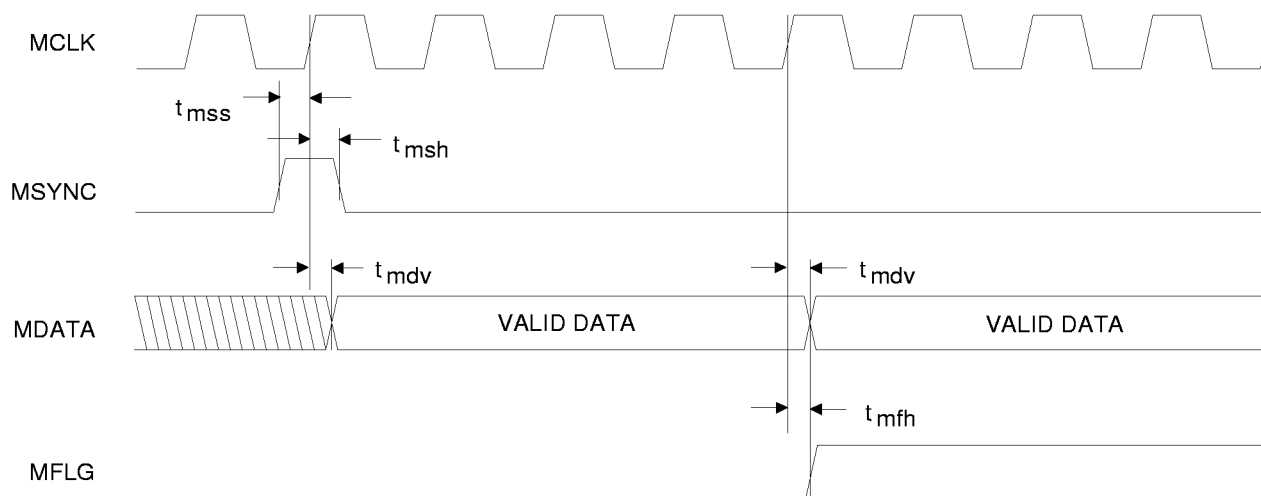 MCLK
t mss
t msh
MSYNC
t mdv
t mdv
MDATA
VALID DATA
VALID DATA
t mfh
MFLG